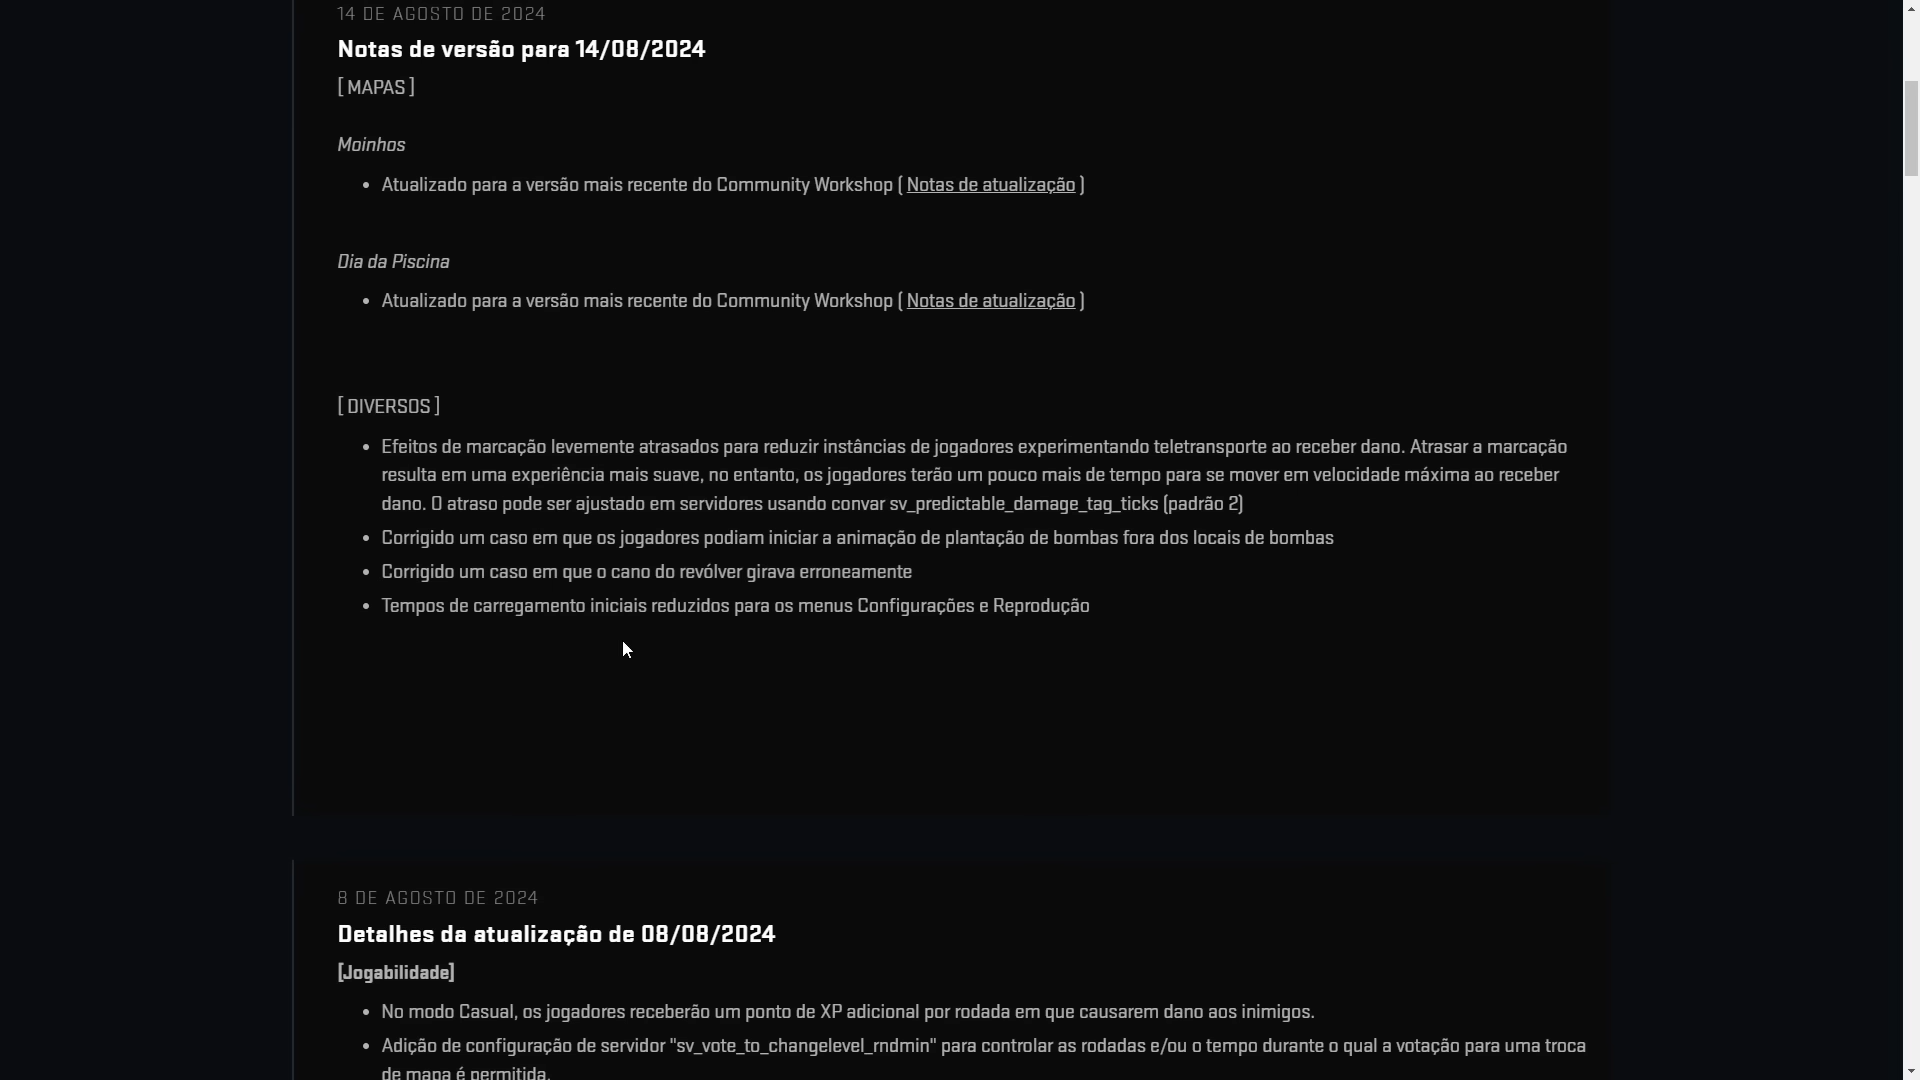 14 DE AGOSTO DE 2024
Notas de versão para 14/08/2024
[ MAPAS ]
Moinhos
Atualizado para a versão mais recente do Community Workshop ( Notas de atualização )
Dia da Piscina
Atualizado para a versão mais recente do Community Workshop ( Notas de atualização )
[ DIVERSOS ]
Efeitos de marcação levemente atrasados para reduzir instâncias de jogadores experimentando teletransporte ao receber dano. Atrasar a marcação
resulta em uma experiência mais suave, no entanto, os jogadores terão um pouco mais de tempo para se mover em velocidade máxima ao receber
dano. O atraso pode ser ajustado em servidores usando convar sv_predictable_damage_tag_ticks (padrão 2)
Corrigido um caso em que os jogadores podiam iniciar a animação de plantação de bombas fora dos locais de bombas
Corrigido um caso em que o cano do revólver girava erroneamente
Tempos de carregamento iniciais reduzidos para os menus Configurações e Reprodução
8 DE AGOSTO DE 2024
Detalhes da atualização de 08/08/2024
[Jogabilidade]
No modo Casual, os jogadores receberão um ponto de XP adicional por rodada em que causarem dano aos inimigos.
Adição de configuração de servidor "sv_vote_to_changelevel_rndmin" para controlar as rodadas e/ou o tempo durante o qual a votação para uma troca
de mapa é permitida.